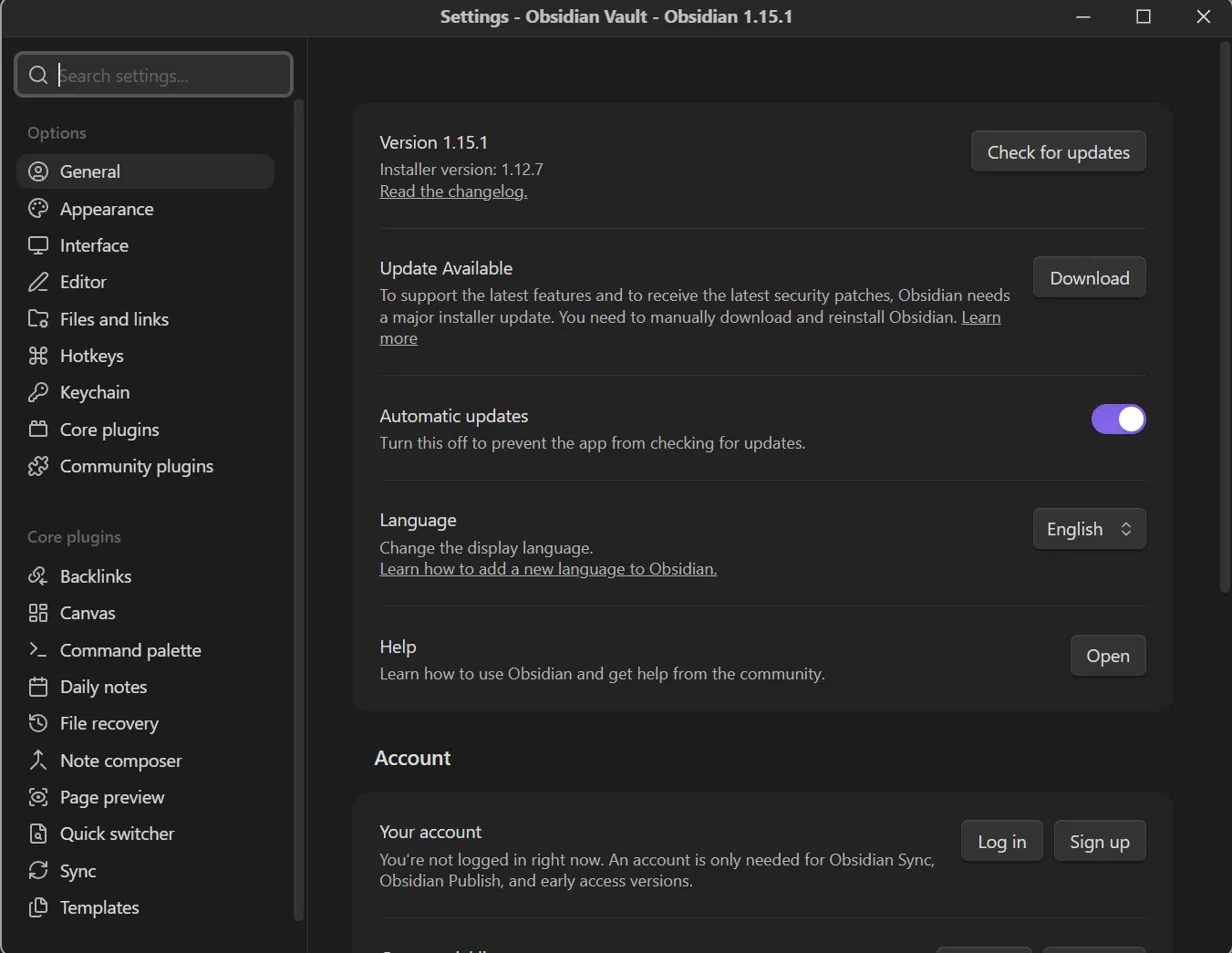 Settings - Obsidian Vault - Obsidian 1.15.1
Search settings...
Options
General
Appearance
Interface
Editor
Files and links
Hotkeys
Keychain
Core plugins
Community plugins
Core plugins
Backlinks
Canvas
Command palette
Daily notes
File recovery
Note composer
Page preview
Quick switcher
Sync
Templates
Version 1.15.1
Installer version: 1.12.7
Read the changelog.
Check for updates
Update Available
To support the latest features and to receive the latest security patches, Obsidian needs
a major installer update. You need to manually download and reinstall Obsidian. Learn
more
Download
Automatic updates
Turn this off to prevent the app from checking for updates.
Language
Change the display language.
Learn how to add a new language to Obsidian.
English
Help
Learn how to use Obsidian and get help from the community.
Open
Account
Your account
You're not logged in right now. An account is only needed for Obsidian Sync,
Obsidian Publish, and early access versions.
Log in
Sign up